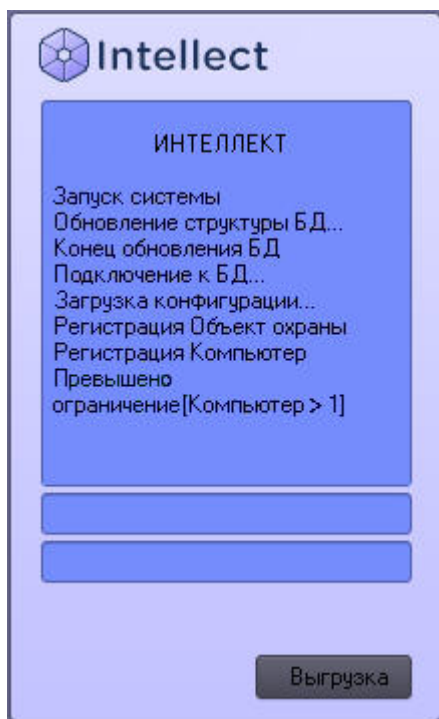 Intellect
ИНТЕЛЛЕКТ
Запуск системы
Обновление структуры БД...
Конец обновления БД
Подключение к БД...
Загрузка конфигурации...
Регистрация Объект охраны
Регистрация Компьютер
Превышено
ограничение[Компьютер > 1]
Выгрузка